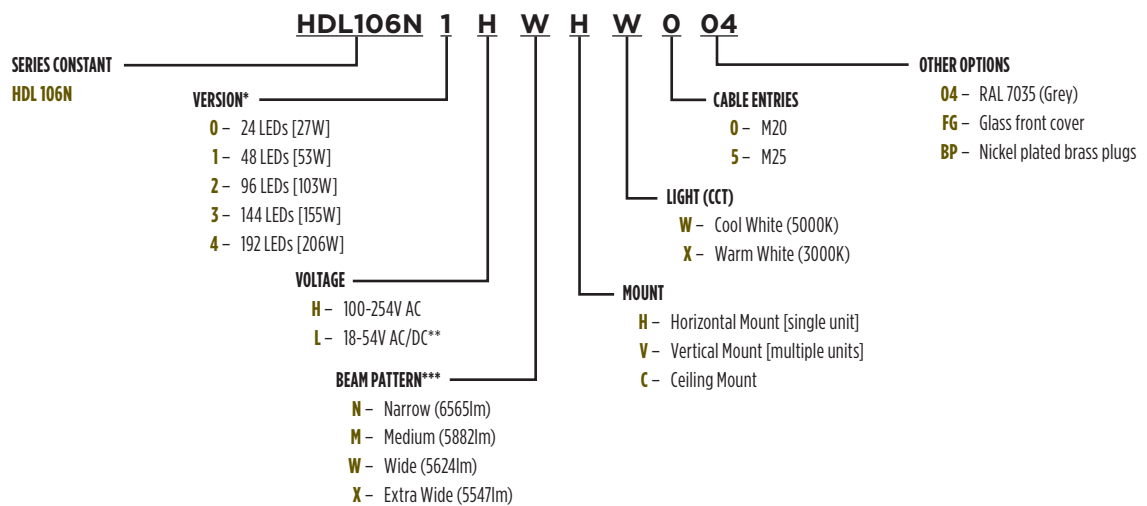 HDL106N 1 H W H W 0 04
SERIES CONSTANT
HDL 106N
VERSION*
0 – 24 LEDs [27W]
1 – 48 LEDs [53W]
2 – 96 LEDs [103W]
3 – 144 LEDs [155W]
4 – 192 LEDs [206W]
VOLTAGE
H – 100-254V AC
L – 18-54V AC/DC**
BEAM PATTERN***
N – Narrow (6565lm)
M – Medium (5882lm)
W – Wide (5624lm)
X – Extra Wide (5547lm)
MOUNT
H – Horizontal Mount [single unit]
V – Vertical Mount [multiple units]
C – Ceiling Mount
LIGHT (CCT)
W – Cool White (5000K)
X – Warm White (3000K)
CABLE ENTRIES
0 – M20
5 – M25
OTHER OPTIONS
04 – RAL 7035 (Grey)
FG – Glass front cover
BP – Nickel plated brass plugs